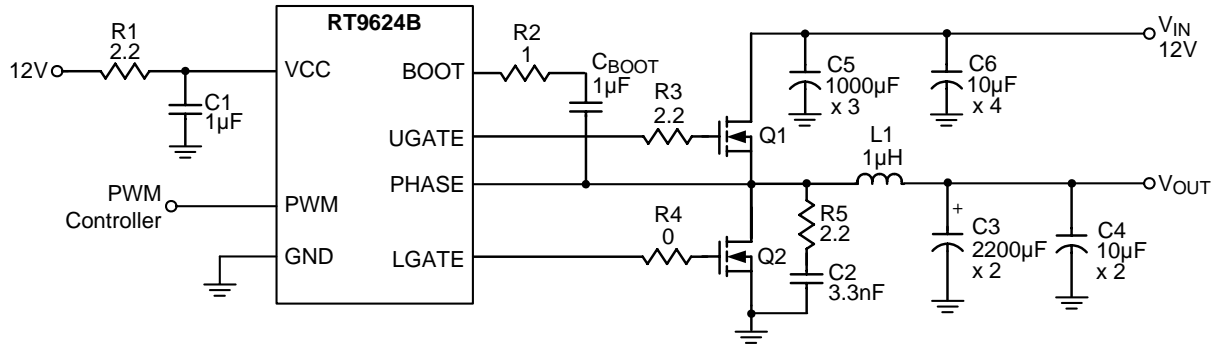 RT9624B
12V
R1
2.2
C1
1µF
VCC
PWM
Controller
PWM
GND
BOOT
UGATE
PHASE
LGATE
R2
1
CBOOT
1µF
R3
2.2
Q1
R4
0
Q2
R5
2.2
C2
3.3nF
L1
1µH
C5
1000µF
x 3
C6
10µF
x 4
VIN
12V
VOUT
+
C3
2200µF
x 2
C4
10µF
x 2